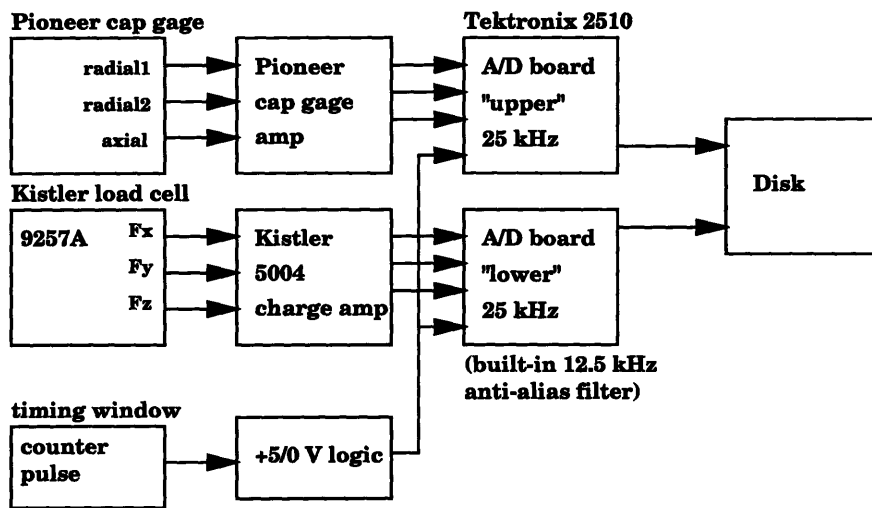 Pioneer cap gage
radial1
radial2
axial
Pioneer
cap gage
amp
Tektronix 2510
A/D board
"upper"
25 kHz
Disk
Kistler load cell
9257A
Fx
Fy
Fz
Kistler
5004
charge amp
A/D board
"lower"
25 kHz
(built-in 12.5 kHz
anti-alias filter)
timing window
counter
pulse
+5/0 V logic